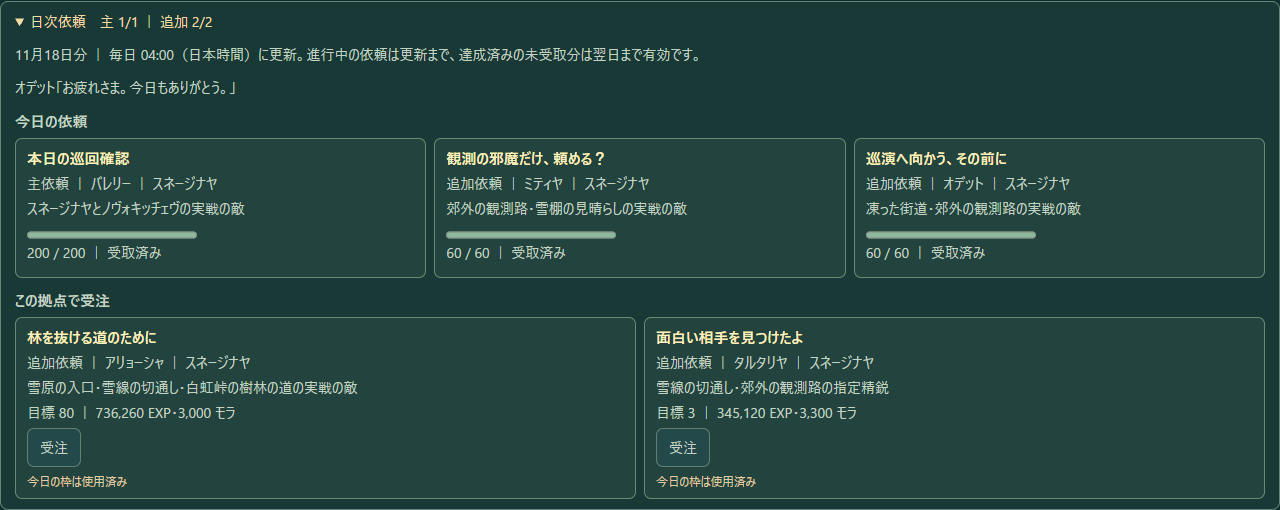 ▼ 日次依頼　主 1/1 ｜ 追加 2/2
11月18日分 ｜ 毎日 04:00（日本時間）に更新。進行中の依頼は更新まで、達成済みの未受取分は翌日まで有効です。
オデット「お疲れさま。今日もありがとう。」
今日の依頼
本日の巡回確認
主依頼 ｜ バレリー ｜ スネージナヤ
スネージナヤとノヴォキッチェヴの実戦の敵
200 / 200 ｜ 受取済み
観測の邪魔だけ、頼める？
追加依頼 ｜ ミティヤ ｜ スネージナヤ
郊外の観測路・雪棚の見晴らしの実戦の敵
60 / 60 ｜ 受取済み
巡演へ向かう、その前に
追加依頼 ｜ オデット ｜ スネージナヤ
凍った街道・郊外の観測路の実戦の敵
60 / 60 ｜ 受取済み
この拠点で受注
林を抜ける道のために
追加依頼 ｜ アリョーシャ ｜ スネージナヤ
雪原の入口・雪線の切通し・白虹峠の樹林の道の実戦の敵
目標 80 ｜ 736,260 EXP・3,000 モラ
受注
今日の枠は使用済み
面白い相手を見つけたよ
追加依頼 ｜ タルタリヤ ｜ スネージナヤ
雪線の切通し・郊外の観測路の指定精鋭
目標 3 ｜ 345,120 EXP・3,300 モラ
受注
今日の枠は使用済み